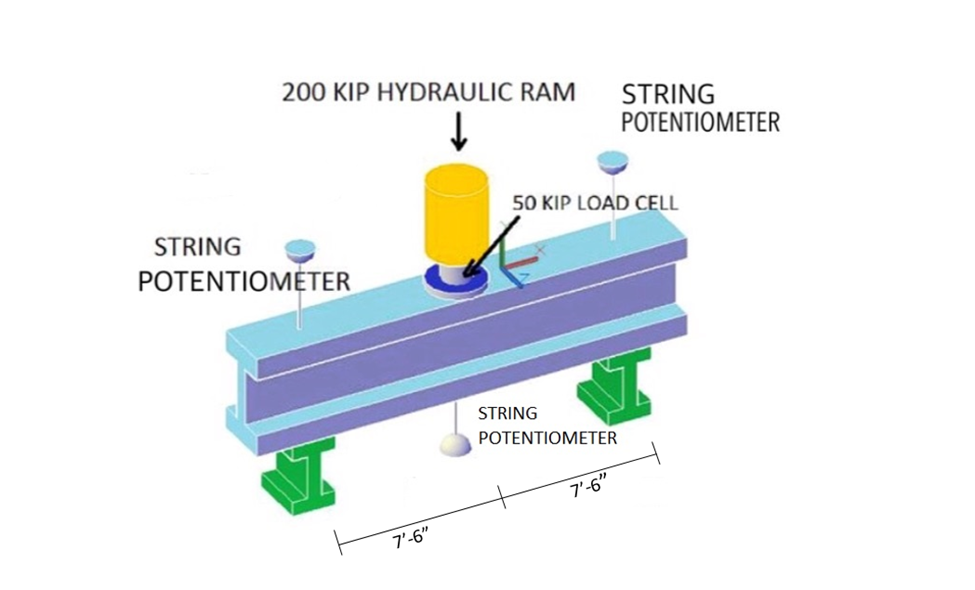 200 KIP HYDRAULIC RAM
STRING
POTENTIOMETER
50 KIP LOAD CELL
STRING
POTENTIOMETER
X
Z
STRING
POTENTIOMETER
7'-6"
7'-6"